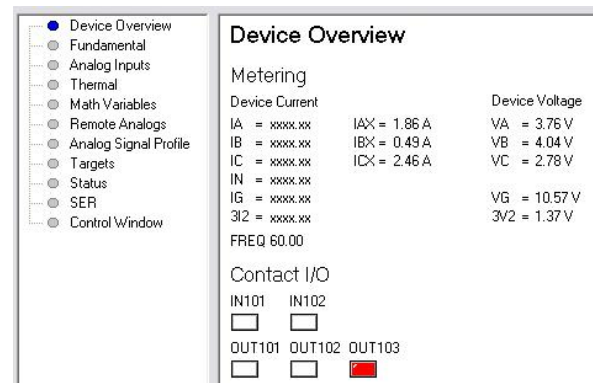 Device Overview
Fundamental
Analog Inputs
Thermal
Math Variables
Remote Analogs
Analog Signal Profile
Targets
Status
SER
Control Window
Device Overview
Metering
Device Current Device Voltage
IA = xxxx.xx IAX = 1.86 A VA = 3.76 V
IB = xxxx.xx IBX = 0.49 A VB = 4.04 V
IC = xxxx.xx ICX = 2.46 A VC = 2.78 V
IN = xxxx.xx
IG = xxxx.xx VG = 10.57 V
3I2 = xxxx.xx 3V2 = 1.37 V
FREQ 60.00
Contact I/O
IN101 IN102
OUT101 OUT102 OUT103